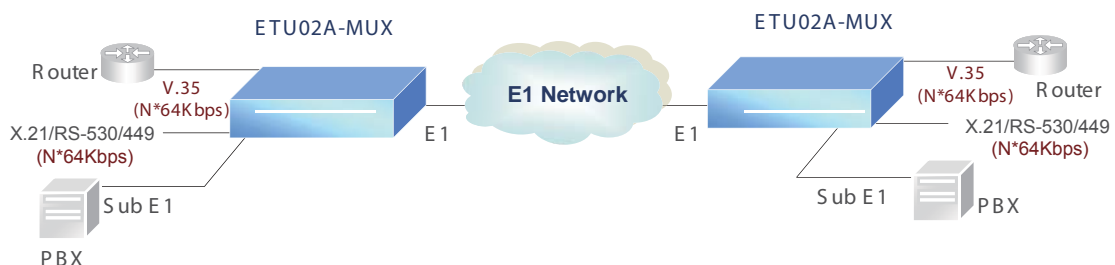 ETU02A-MUX
Router
V.35
(N*64Kbps)
X.21/RS-530/449
(N*64Kbps)
Sub E1
PBX
E1
E1 Network
ETU02A-MUX
E1
V.35
(N*64Kbps)
Router
X.21/RS-530/449
(N*64Kbps)
Sub E1
PBX